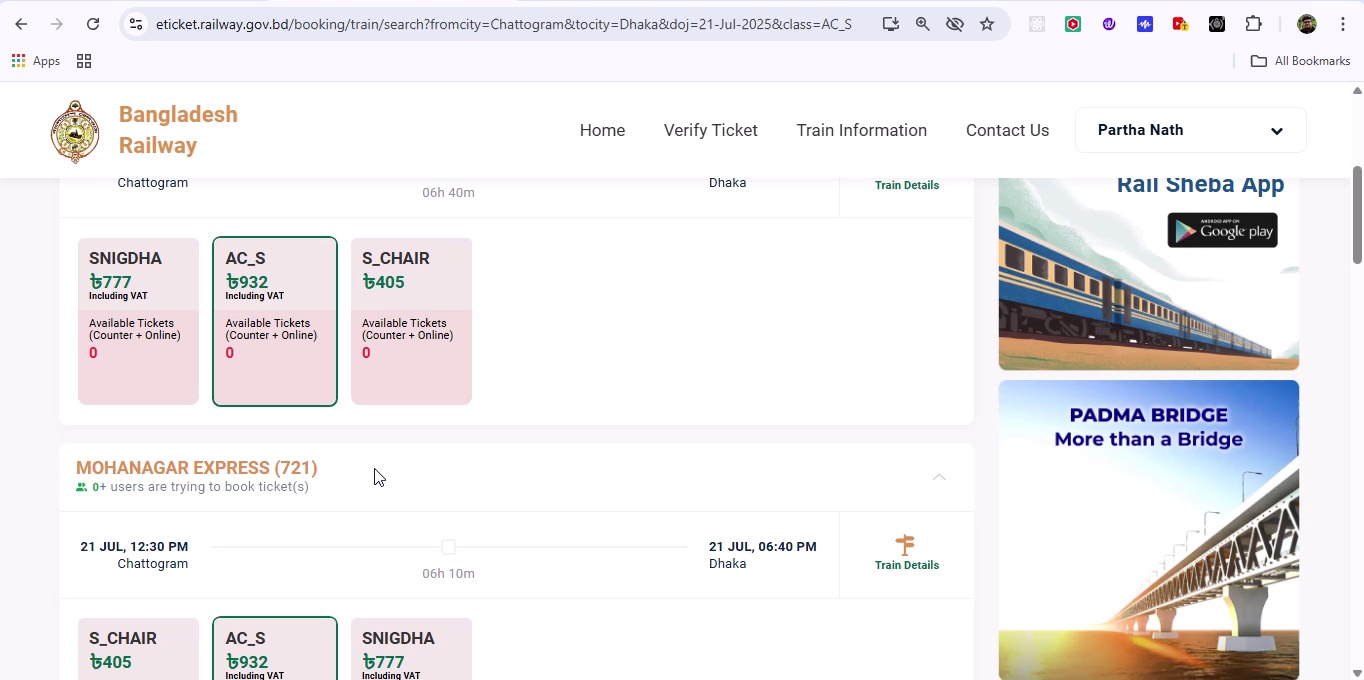 eticket.railway.gov.bd/booking/train/search?fromcity=Chattogram&tocity=Dhaka&doj=21-Jul-2025&class=AC_S
Apps
All Bookmarks
Bangladesh
Railway
Home
Verify Ticket
Train Information
Contact Us
Partha Nath
Chattogram
06h 40m
Dhaka
Train Details
Rail Sheba App
ANDROID APP ON
Google play
SNIGDHA
৳777
Including VAT
Available Tickets
(Counter + Online)
0
AC_S
৳932
Including VAT
Available Tickets
(Counter + Online)
0
S_CHAIR
৳405
Available Tickets
(Counter + Online)
0
PADMA BRIDGE
More than a Bridge
MOHANAGAR EXPRESS (721)
0+ users are trying to book ticket(s)
21 JUL, 12:30 PM
Chattogram
06h 10m
21 JUL, 06:40 PM
Dhaka
Train Details
S_CHAIR
৳405
AC_S
৳932
Including VAT
SNIGDHA
৳777
Including VAT